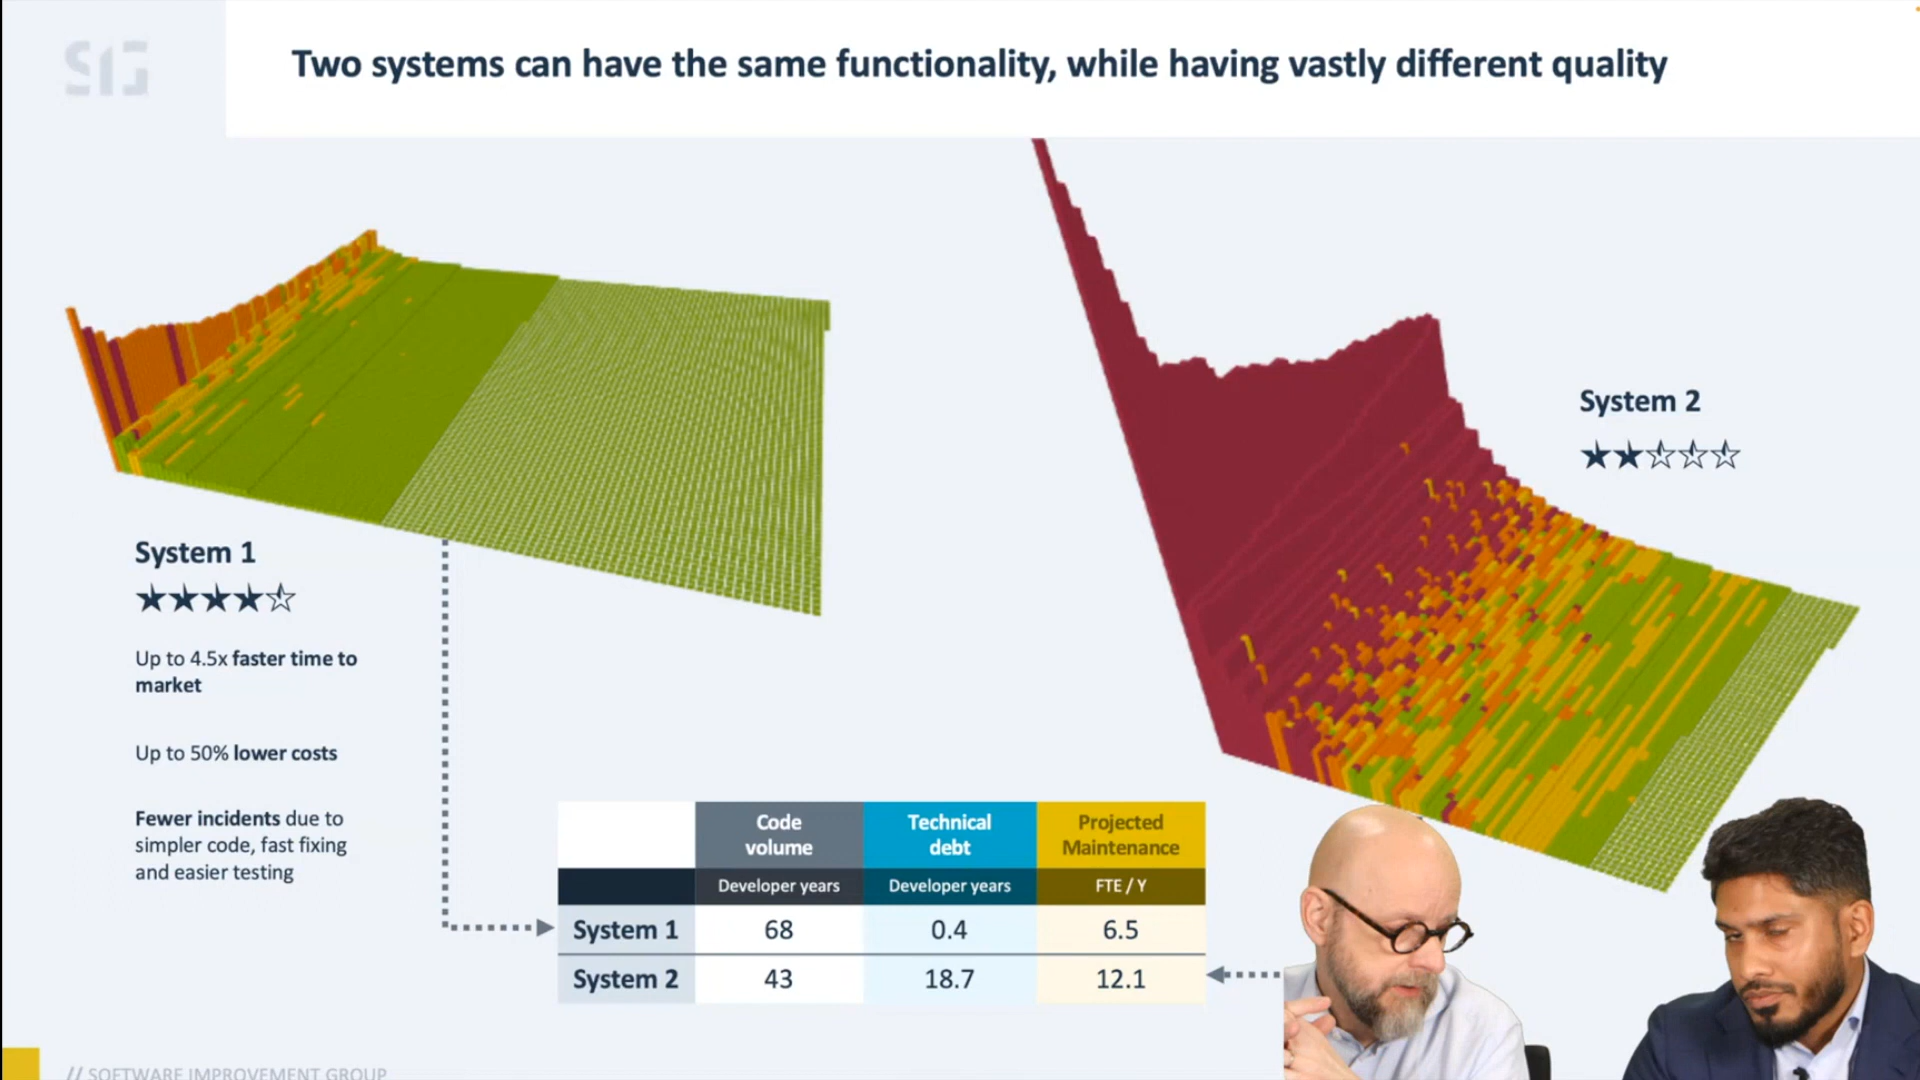 SIG
Two systems can have the same functionality, while having vastly different quality
System 2
System 1
Up to 4.5x faster time to
market
Up to 50% lower costs
Fewer incidents due to
simpler code, fast fixing
and easier testing
Code
volume
Technical
debt
Projected
Maintenance
Developer years
Developer years
FTE / Y
System 1
68
0.4
6.5
System 2
43
18.7
12.1
// SOFTWARE IMPROVEMENT GROUP